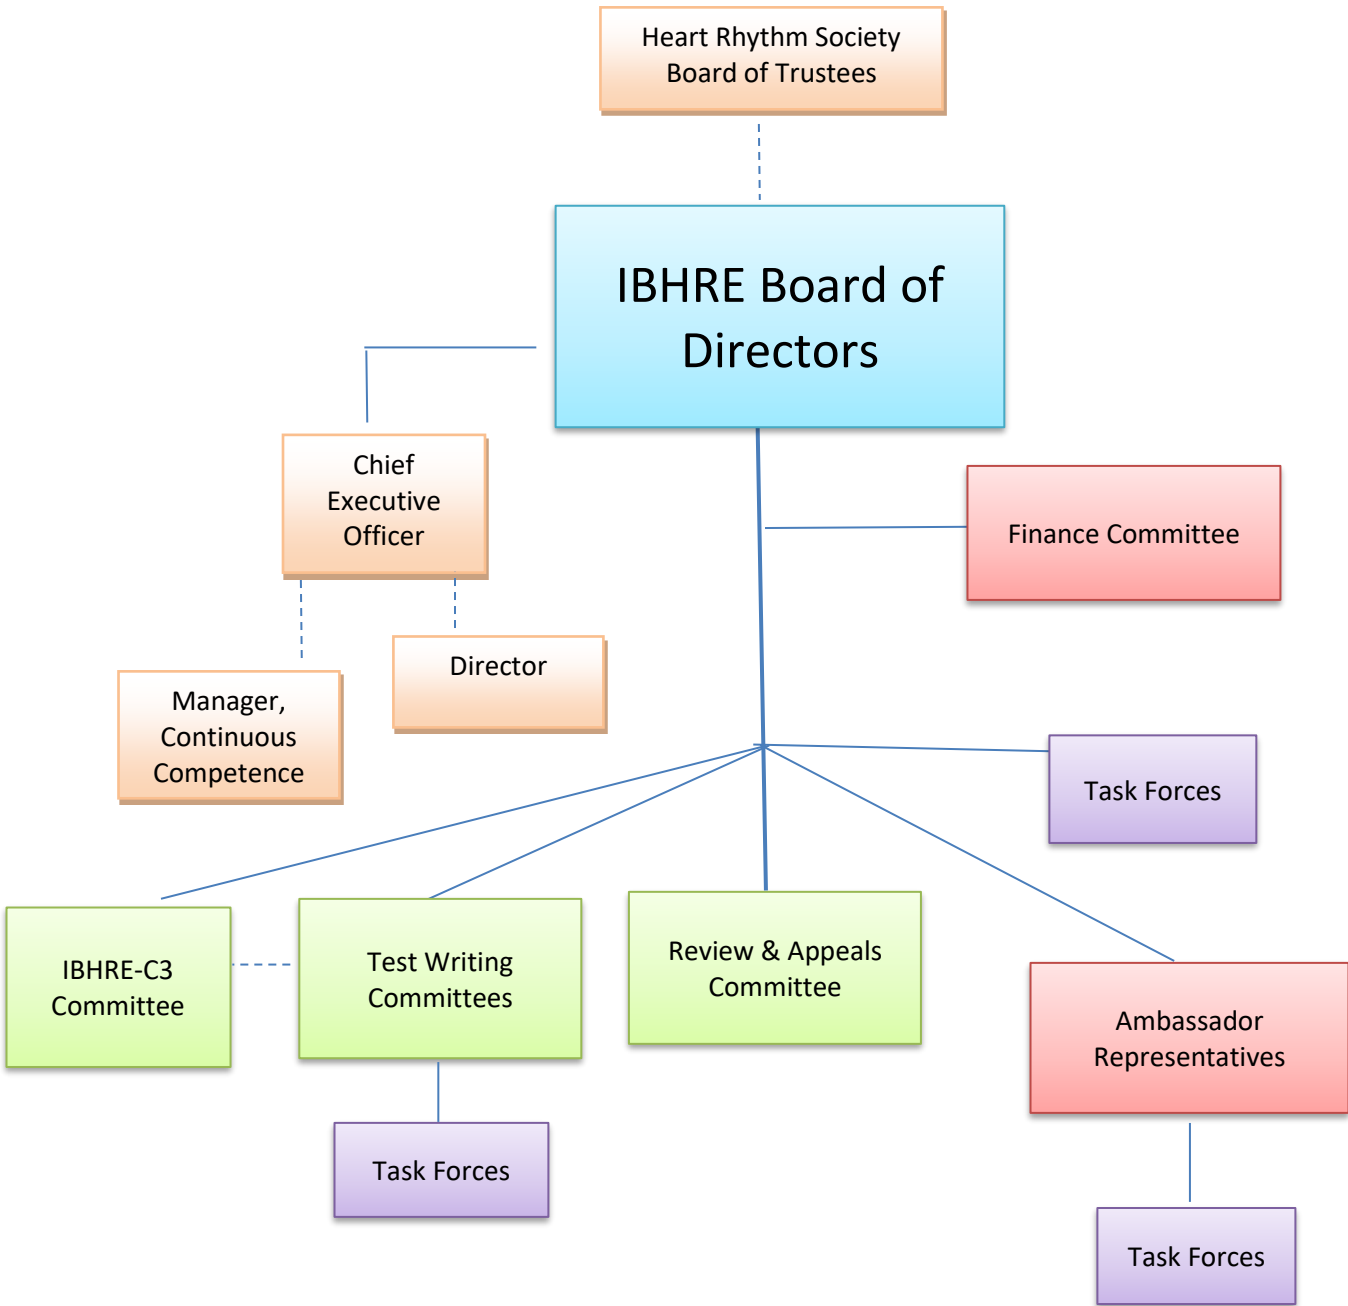 Heart Rhythm Society
Board of Trustees
IBHRE Board of
Directors
Chief
Executive
Officer
Finance Committee
Director
Manager,
Continuous
Competence
Task Forces
IBHRE-C3
Committee
Test Writing
Committees
Review & Appeals
Committee
Ambassador
Representatives
Task Forces
Task Forces